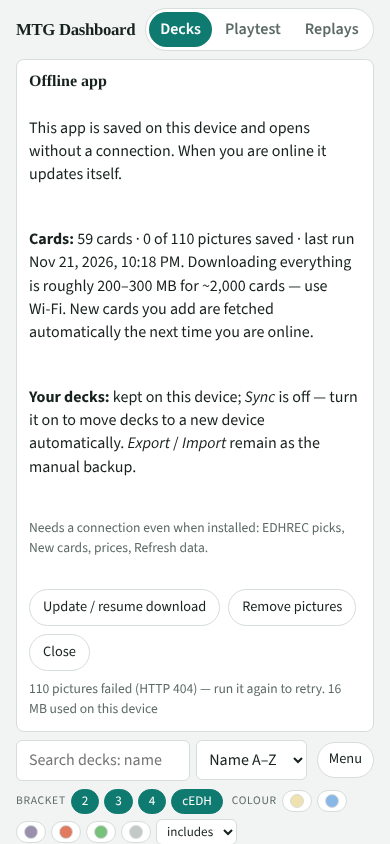 MTG Dashboard Decks Playtest Replays
Offline app
This app is saved on this device and opens
without a connection. When you are online it
updates itself.
Cards: 59 cards · 0 of 110 pictures saved · last run
Nov 21, 2026, 10:18 PM. Downloading everything
is roughly 200–300 MB for ~2,000 cards — use
Wi-Fi. New cards you add are fetched
automatically the next time you are online.
Your decks: kept on this device; Sync is off — turn
it on to move decks to a new device
automatically. Export / Import remain as the
manual backup.
Needs a connection even when installed: EDHREC picks,
New cards, prices, Refresh data.
Update / resume download Remove pictures
Close
110 pictures failed (HTTP 404) — run it again to retry. 16
MB used on this device
Search decks: name Name A–Z Menu
BRACKET 2 3 4 cEDH COLOUR
includes